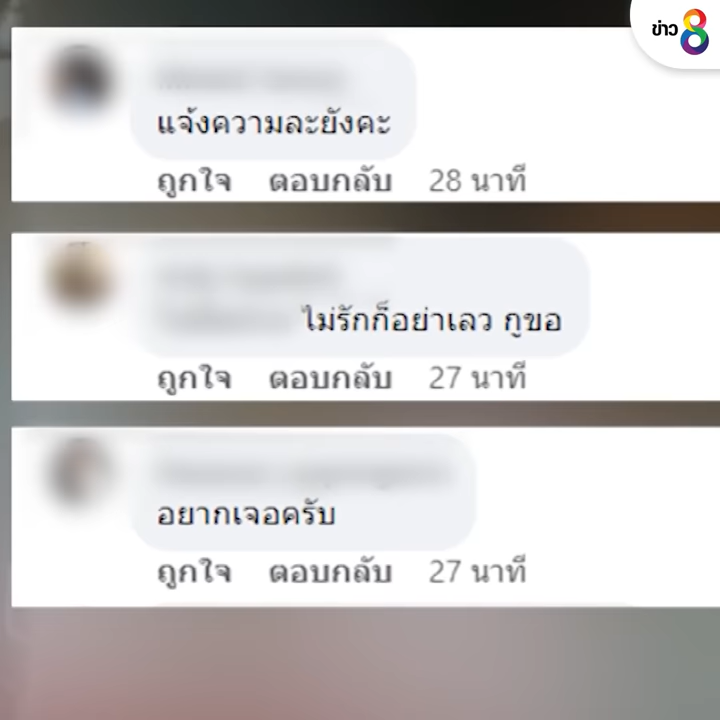 ข่าว 8
แจ้งความละยังคะ
ถูกใจ ตอบกลับ 28 นาที
ไม่รักก็อย่าเลว กูขอ
ถูกใจ ตอบกลับ 27 นาที
อยากเจอครับ
ถูกใจ ตอบกลับ 27 นาที